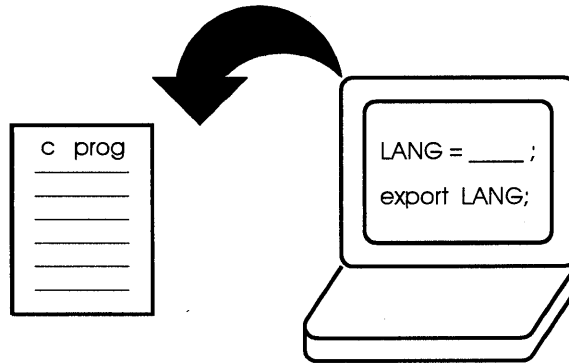 c prog
LANG = ____ ;
export LANG;